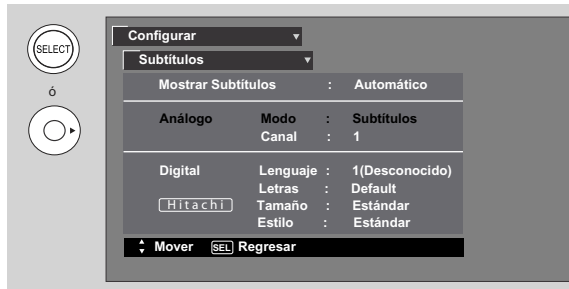 SELECT
ó
Configurar
Subtítulos
Mostrar Subtítulos : Automático
Análogo Modo : Subtítulos
Canal : 1
Digital Lenguaje : 1(Desconocido)
Letras : Default
Hitachi Tamaño : Estándar
Estilo : Estándar
Mover SEL Regresar